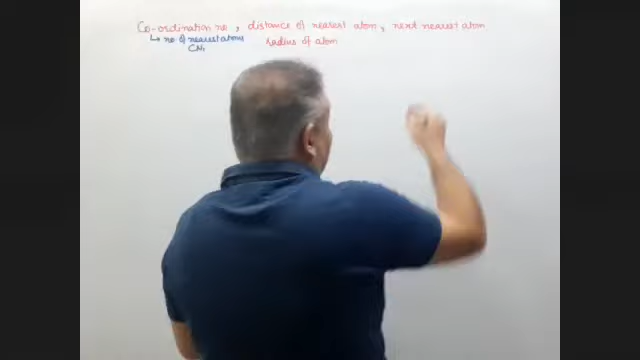 Co-ordination no, distance of nearest atom, next nearest atom
↳ no of nearest atoms radius of atom
CN